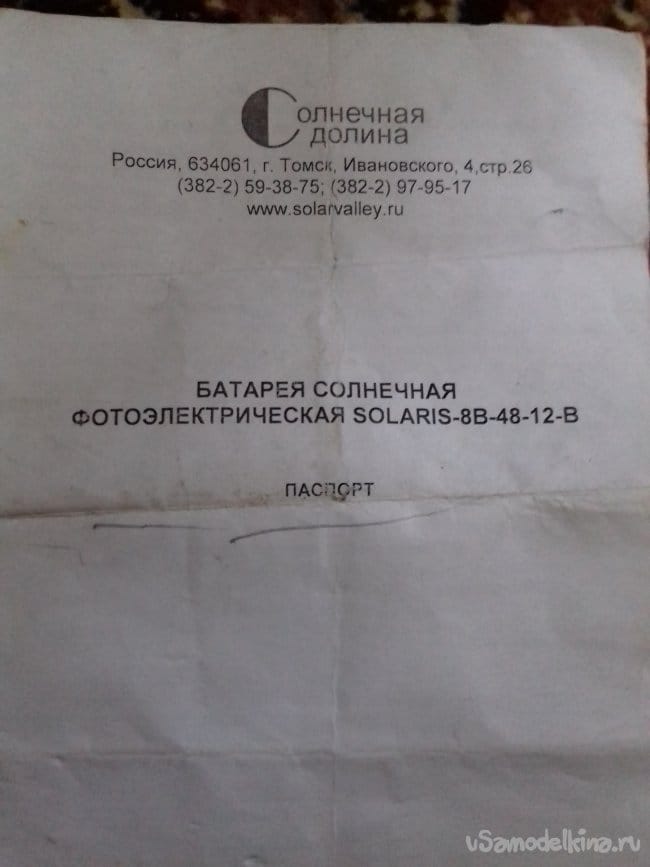 Солнечная
долина
Россия, 634061, г. Томск, Ивановского, 4,стр.26
(382-2) 59-38-75; (382-2) 97-95-17
www.solarvalley.ru
БАТАРЕЯ СОЛНЕЧНАЯ
ФОТОЭЛЕКТРИЧЕСКАЯ SOLARIS-8В-48-12-В
ПАСПОРТ
vSamodelkina.ru